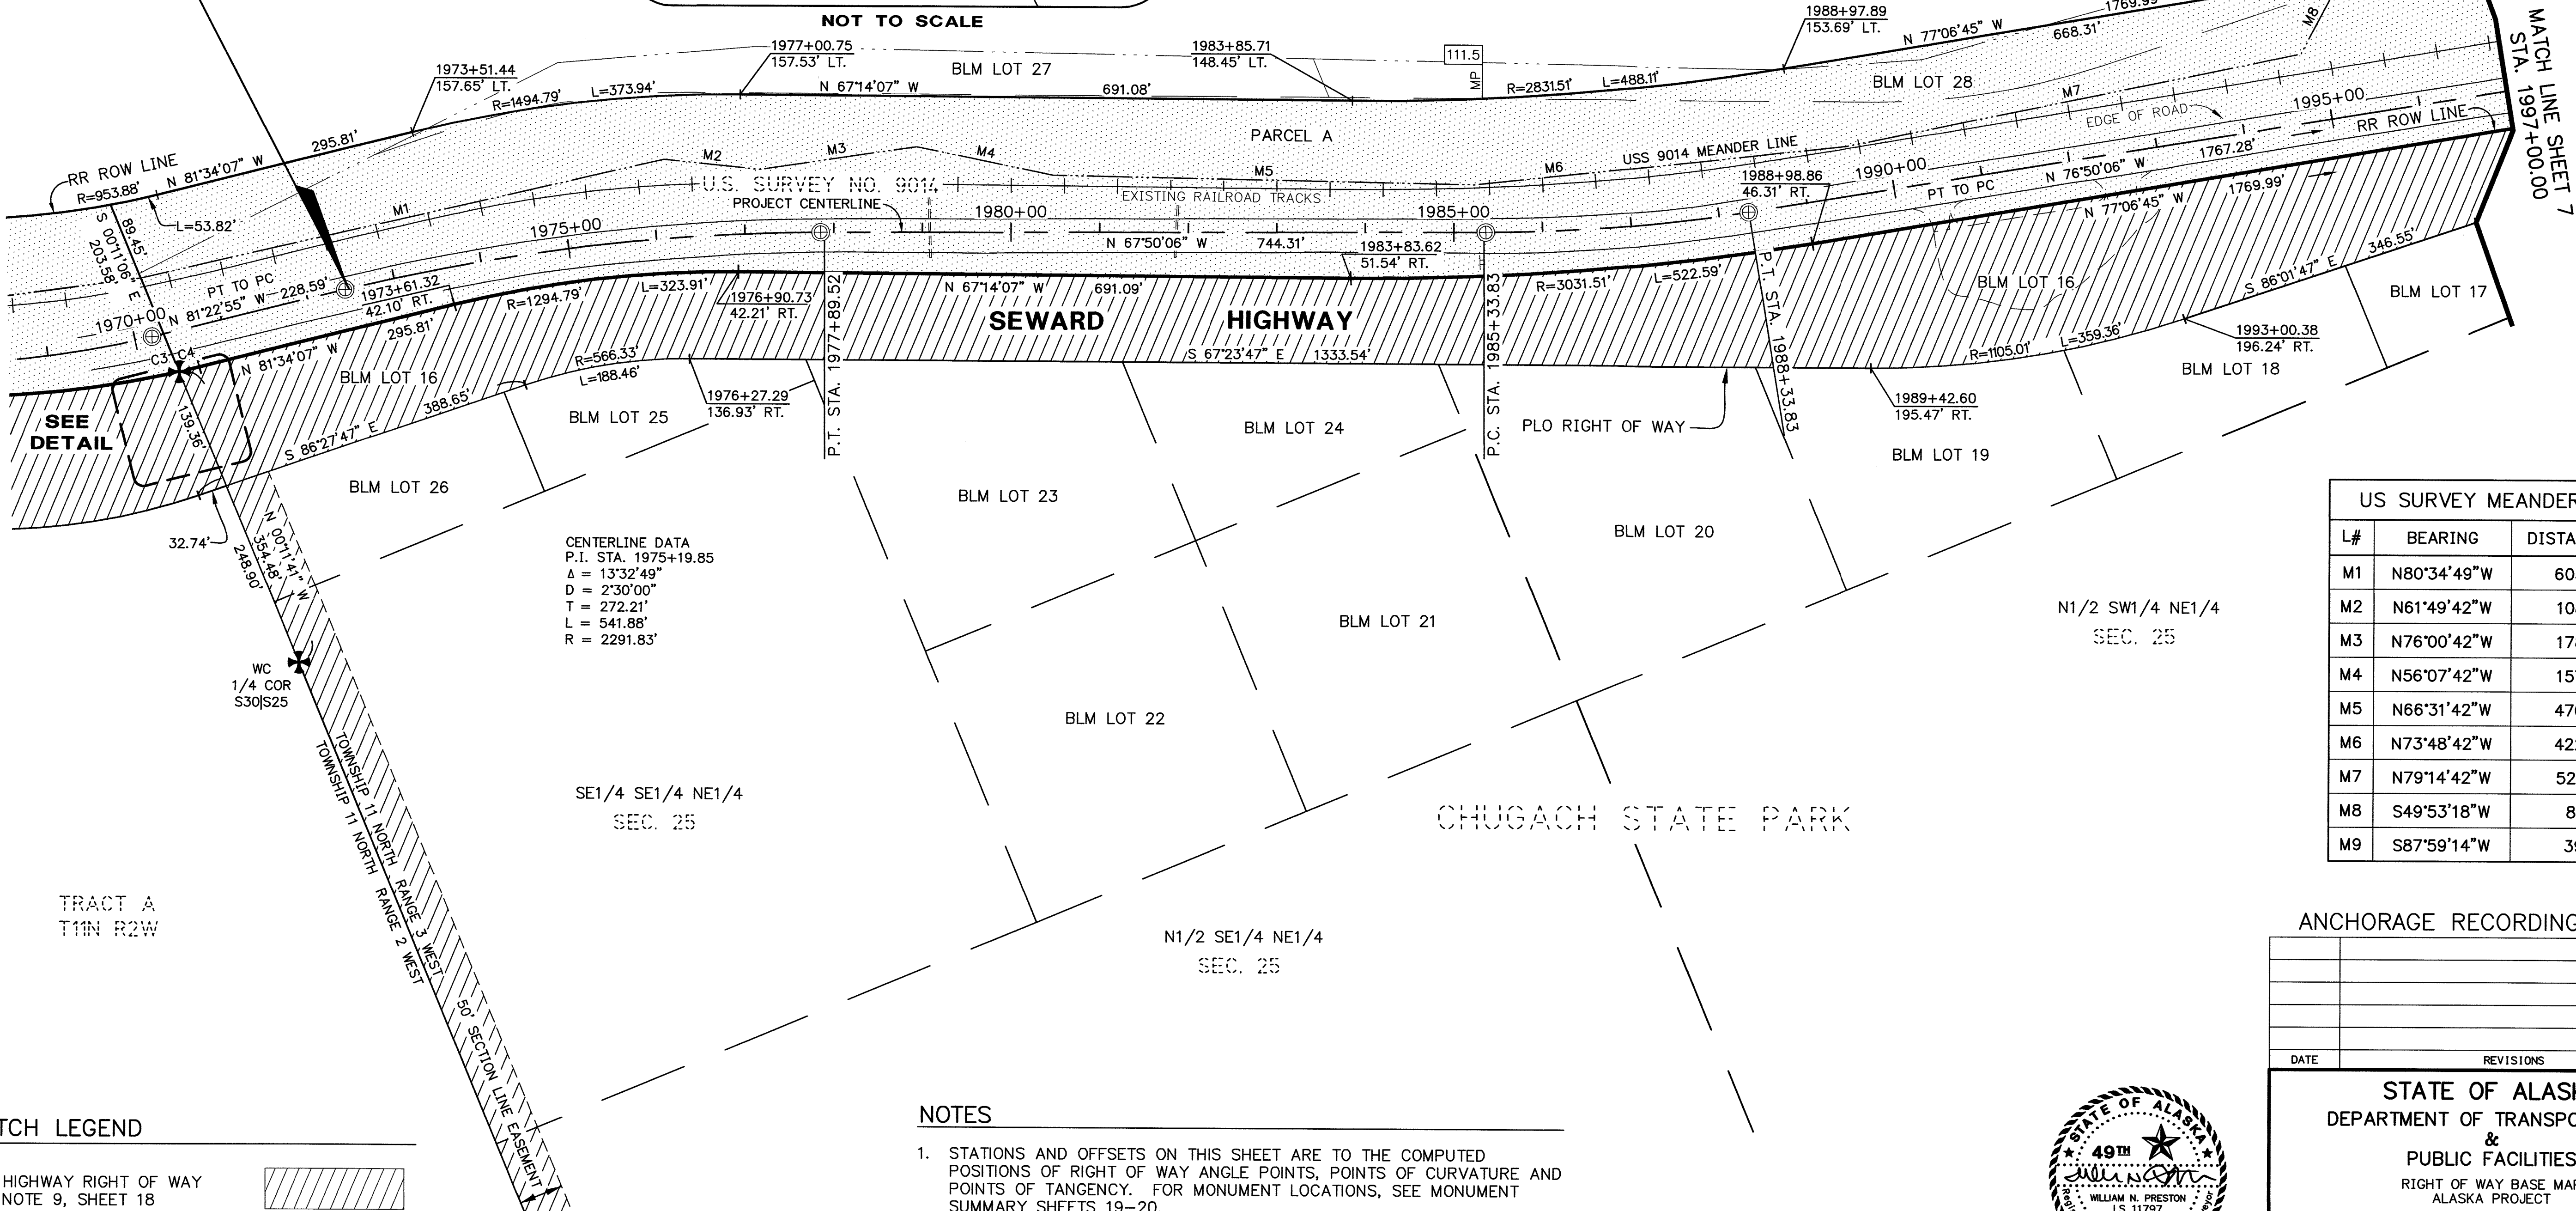 NOT TO SCALE
1988+97.89
153.69' LT.
1769.99'
M8
N 77°06'45" W
668.31'
MATCH LINE SHEET 7
STA. 1997+00.00
1977+00.75
157.53' LT.
1983+85.71
148.45' LT.
111.5
MP
BLM LOT 27
1973+51.44
157.65' LT.
R=1494.79'
L=373.94'
N 67°14'07" W
691.08'
R=2831.51'
L=488.11'
BLM LOT 28
M7
EDGE OF ROAD
1995+00
RR ROW LINE
295.81'
PARCEL A
RR ROW LINE
R=953.88'
N 81°34'07" W
L=53.82'
M1
M2
M3
M4
M5
M6
USS 9014 MEANDER LINE
U.S. SURVEY NO. 9014
EXISTING RAILROAD TRACKS
PROJECT CENTERLINE
1988+98.86
46.31' RT.
1990+00
PT TO PC
N 76°50'06" W
1767.28'
S 00°11'06" E
89.45'
203.58'
1975+00
1980+00
1985+00
N 67°50'06" W
744.31'
1983+83.62
51.54' RT.
N 77°06'45" W
1769.99'
PT TO PC
N 81°22'55" W
228.59'
1973+61.32
42.10' RT.
1970+00
C3
C4
N 81°34'07" W
295.81'
R=1294.79'
L=323.91'
1976+90.73
42.21' RT.
N 67°14'07" W
691.09'
R=3031.51'
L=522.59'
BLM LOT 16
S 86°01'47" E
346.55'
BLM LOT 17
SEWARD HIGHWAY
P.T. STA. 1977+89.52
P.C. STA. 1985+33.83
P.T. STA. 1988+33.83
SEE
DETAIL
139.36'
BLM LOT 16
R=566.33'
L=188.46'
S 67°23'47" E 1333.54'
R=1105.01'
L=359.36'
1993+00.38
196.24' RT.
BLM LOT 18
388.65'
S 86°27'47" E
1976+27.29
136.93' RT.
BLM LOT 25
BLM LOT 24
PLO RIGHT OF WAY
1989+42.60
195.47' RT.
BLM LOT 19
BLM LOT 26
BLM LOT 23
BLM LOT 20
32.74'
N 00°11'41" W
354.48'
248.90'
CENTERLINE DATA
P.I. STA. 1975+19.85
Δ = 13°32'49"
D = 2°30'00"
T = 272.21'
L = 541.88'
R = 2291.83'
BLM LOT 21
N1/2 SW1/4 NE1/4
SEC. 25
WC
1/4 COR
S30|S25
BLM LOT 22
TOWNSHIP 11 NORTH RANGE 3 WEST
TOWNSHIP 11 NORTH RANGE 2 WEST
50' SECTION LINE EASEMENT
SE1/4 SE1/4 NE1/4
SEC. 25
CHUGACH STATE PARK
TRACT A
T11N R2W
N1/2 SE1/4 NE1/4
SEC. 25
US SURVEY MEANDER
L# BEARING DISTA
M1 N80°34'49"W 60
M2 N61°49'42"W 10
M3 N76°00'42"W 17
M4 N56°07'42"W 15
M5 N66°31'42"W 47
M6 N73°48'42"W 42
M7 N79°14'42"W 52
M8 S49°53'18"W 8
M9 S87°59'14"W 3
ANCHORAGE RECORDING
DATE REVISIONS
STATE OF ALAS
DEPARTMENT OF TRANSPO
&
PUBLIC FACILITIES
RIGHT OF WAY BASE MAP
ALASKA PROJECT
TCH LEGEND
HIGHWAY RIGHT OF WAY
NOTE 9, SHEET 18
NOTES
1. STATIONS AND OFFSETS ON THIS SHEET ARE TO THE COMPUTED
POSITIONS OF RIGHT OF WAY ANGLE POINTS, POINTS OF CURVATURE AND
POINTS OF TANGENCY. FOR MONUMENT LOCATIONS, SEE MONUMENT
SUMMARY SHEETS 19-20
STATE OF ALASKA
49TH
WILLIAM N. PRESTON
LS 11797